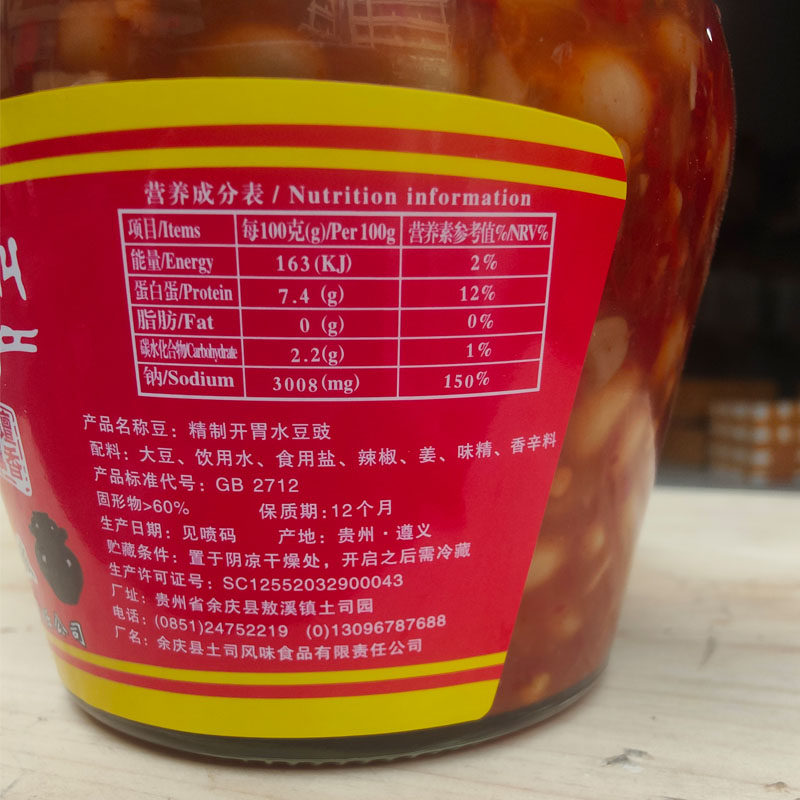 营养成分表 / Nutrition information
项目/Items 每100克(g)/Per 100g 营养素参考值%/NRV%
能量/Energy 163(KJ) 2%
蛋白蛋/Protein 7.4 (g) 12%
脂肪/Fat 0 (g) 0%
碳水化合物/Carbohydrate 2.2(g) 1%
钠/Sodium 3008(mg) 150%
产品名称豆：精制开胃水豆豉
配料：大豆、饮用水、食用盐、辣椒、姜、味精、香辛料
产品标准代号：GB 2712
固形物>60% 保质期:12个月
生产日期：见喷码 产地：贵州·遵义
贮藏条件：置于阴凉干燥处，开启之后需冷藏
生产许可证号：SC12552032900043
厂址：贵州省余庆县敖溪镇土司园
电话：(0851)24752219 (0)13096787688
厂名：余庆县土司风味食品有限责任公司
公司